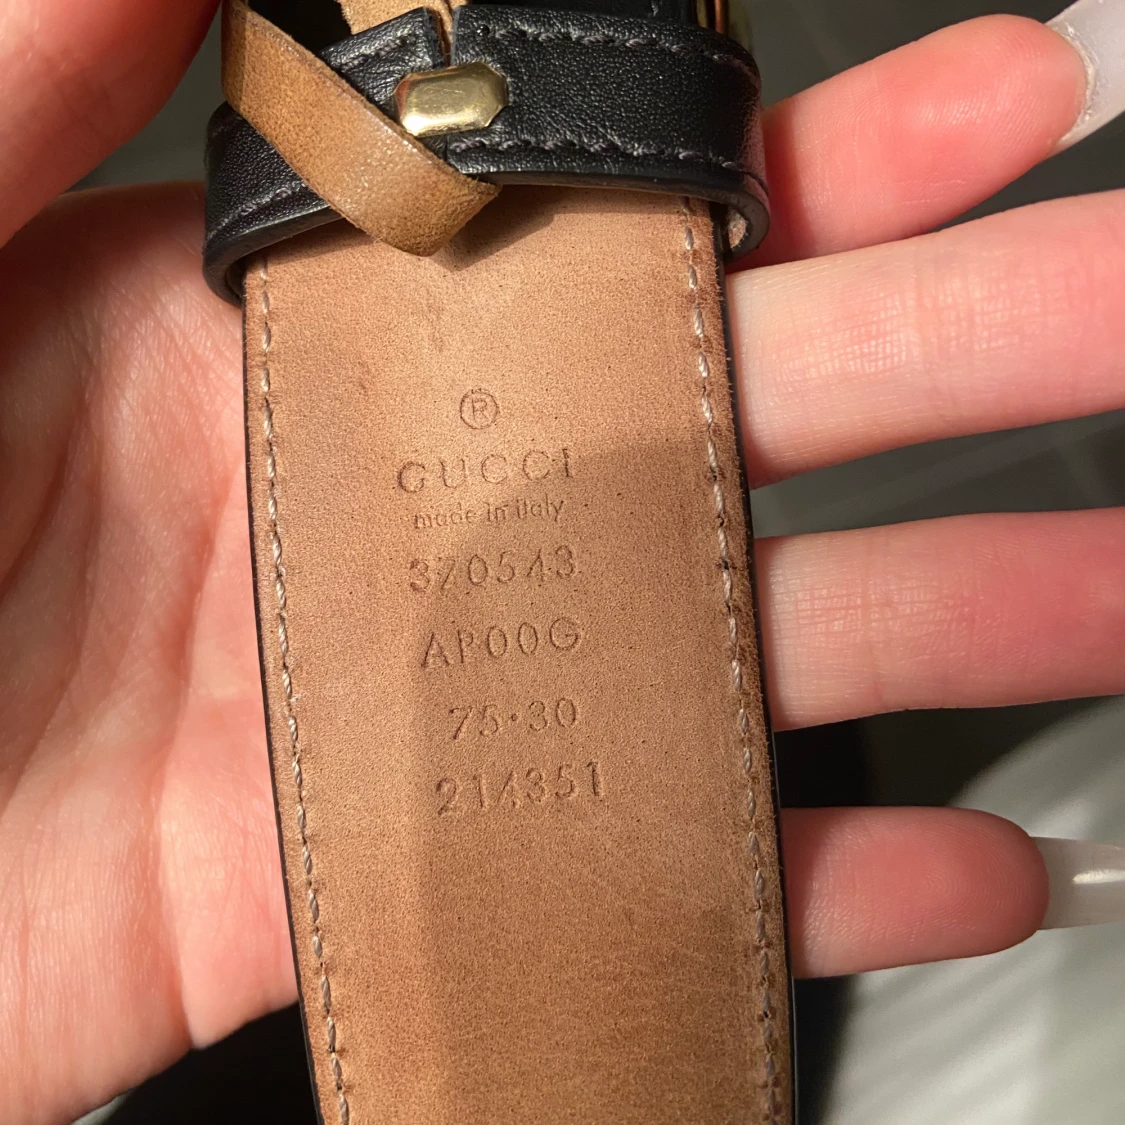 ®
GUCCI
made in italy
370543
AP00G
75·30
214351